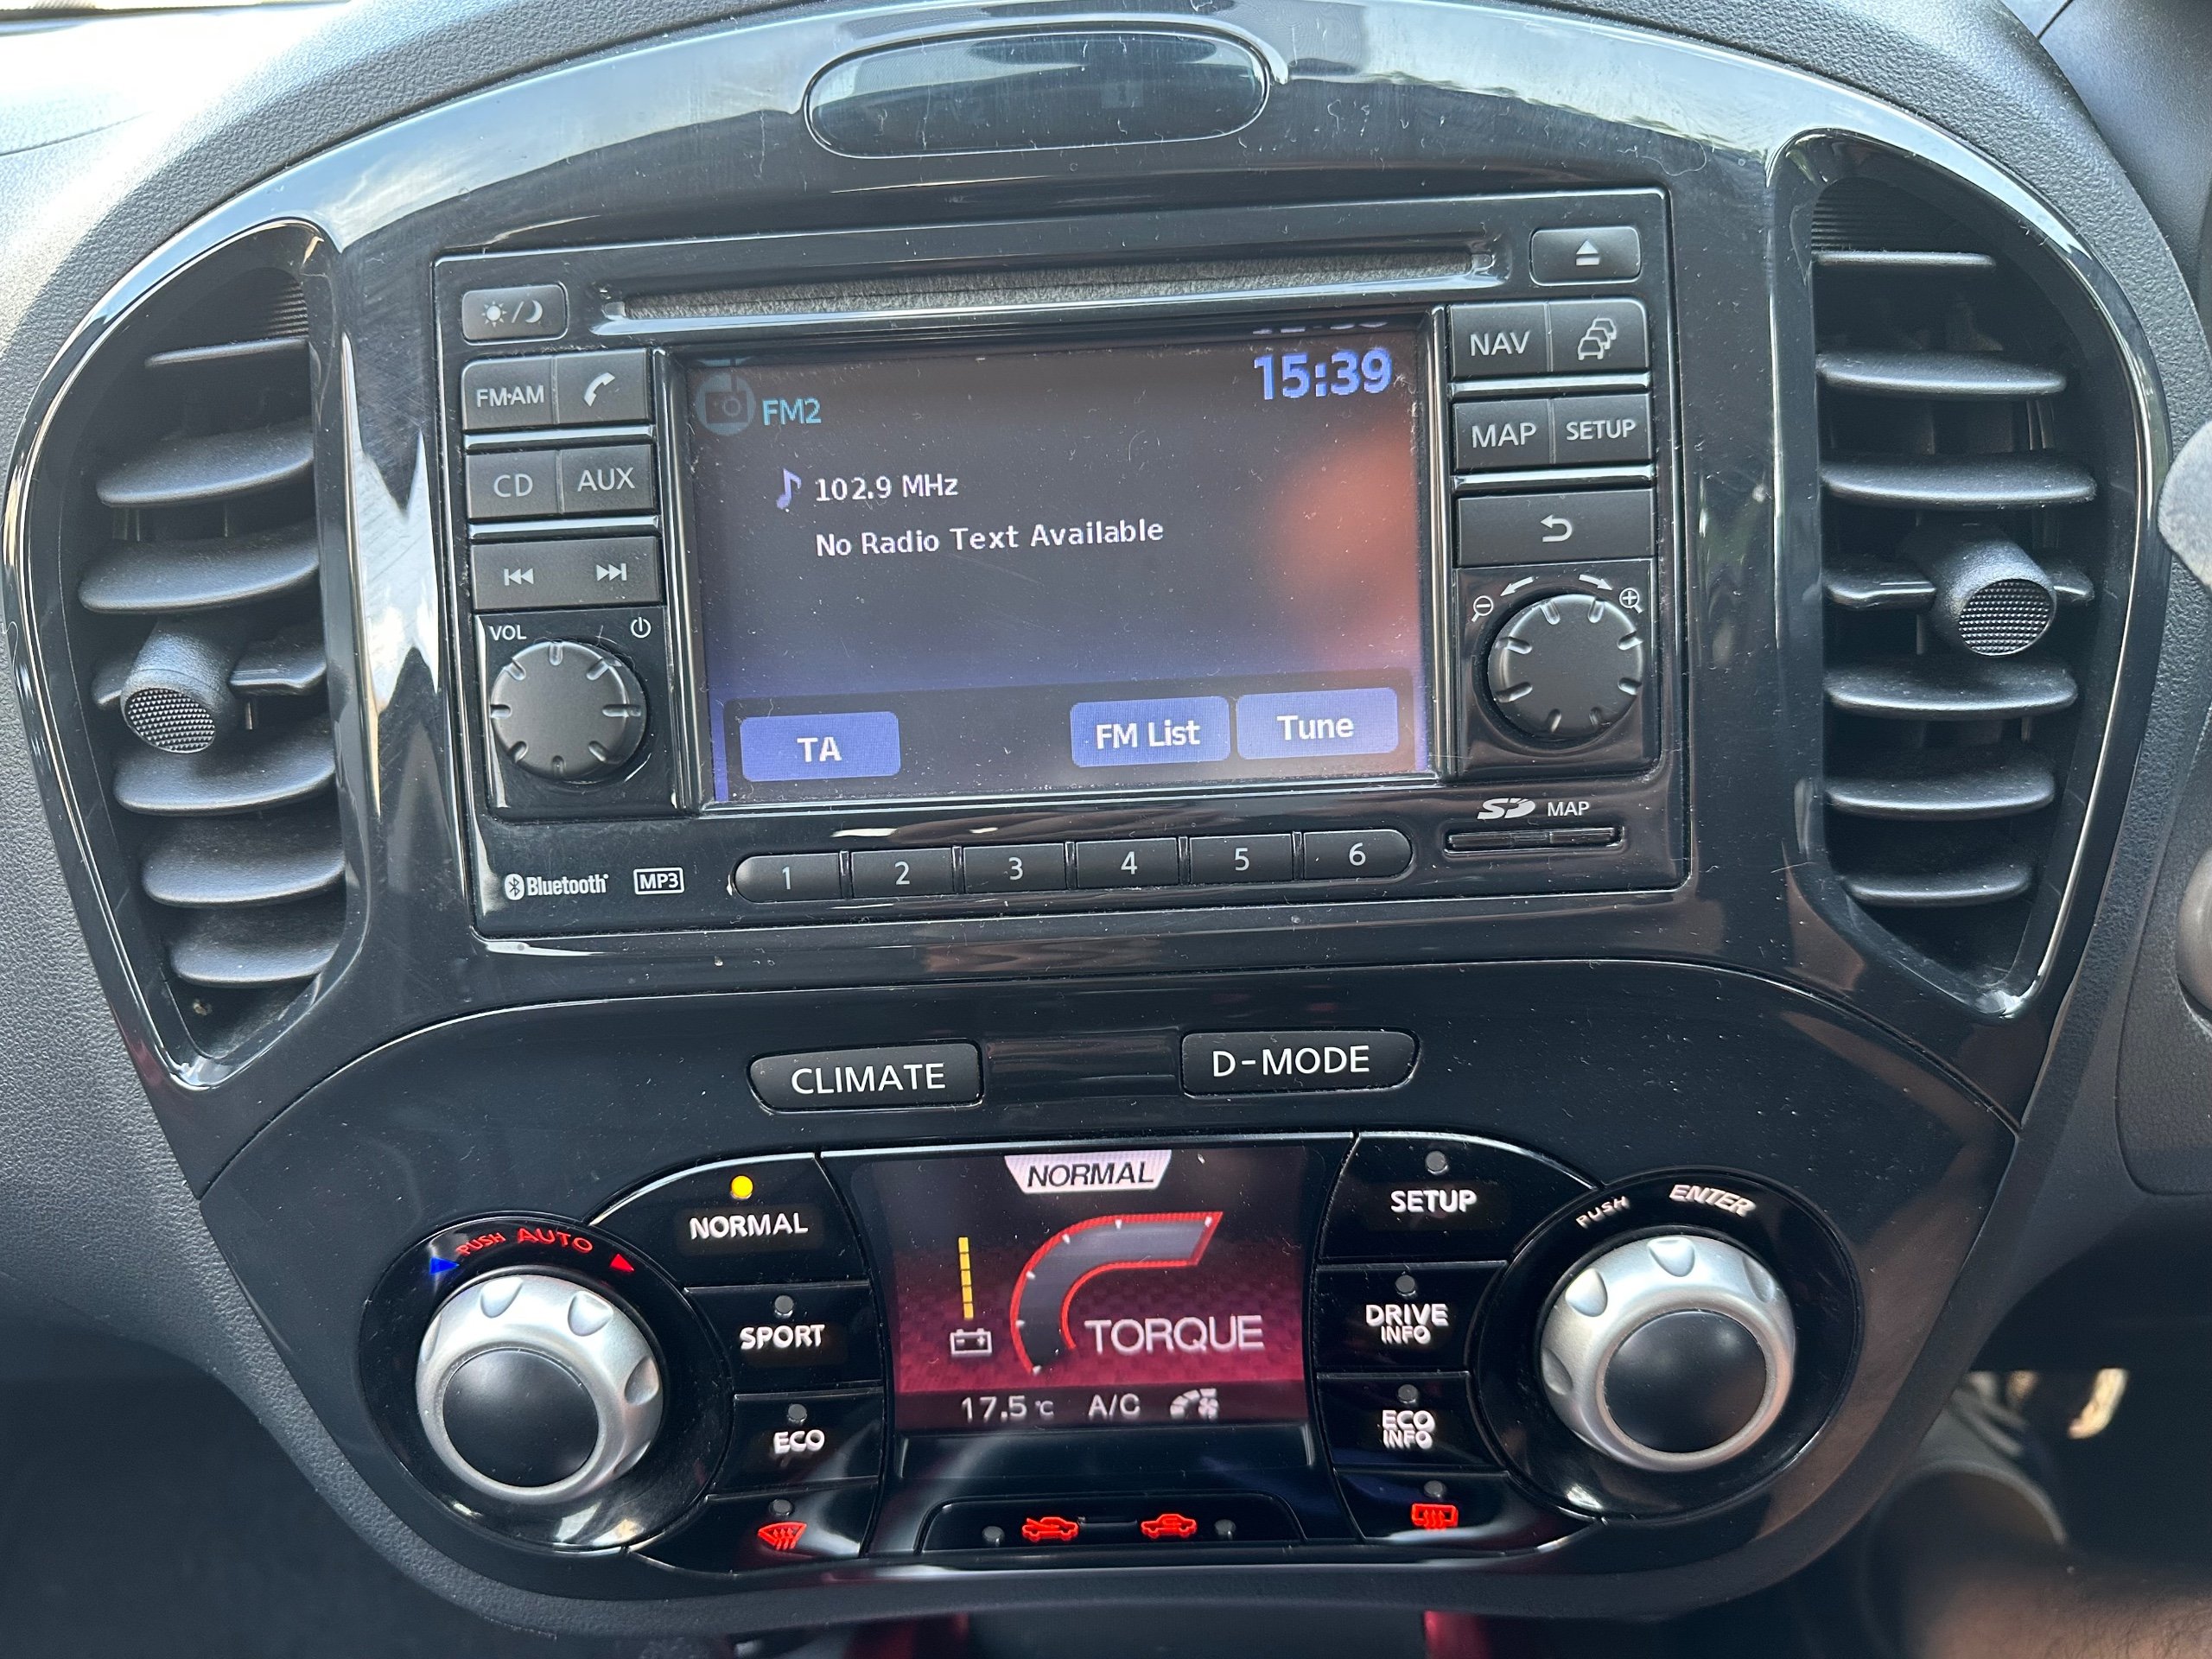 15:39
FM2
102.9 MHz
No Radio Text Available
TA
FM List
Tune
FM·AM
CD
AUX
VOL
NAV
MAP
SETUP
SD MAP
Bluetooth®
MP3
1 2 3 4 5 6
CLIMATE
D-MODE
NORMAL
PUSH AUTO
NORMAL
SPORT
ECO
TORQUE
17.5 °C A/C
SETUP
DRIVE
INFO
ECO
INFO
PUSH ENTER